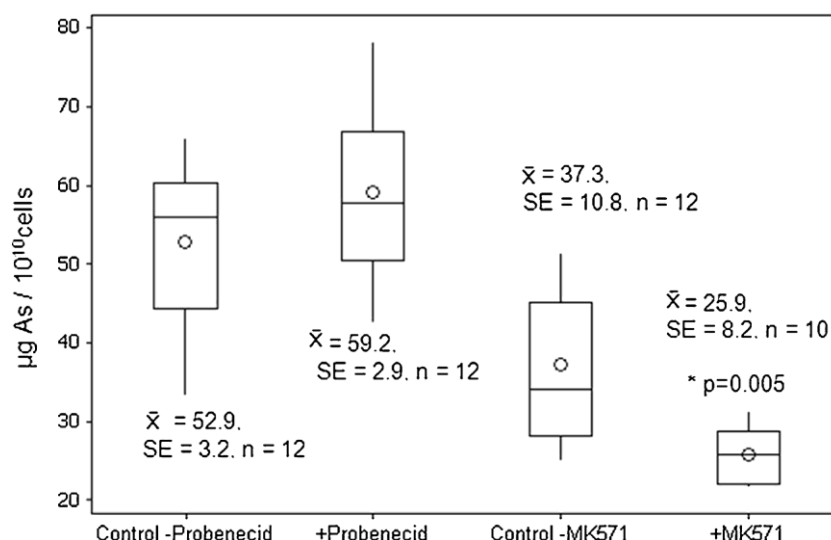 µg As / 10¹⁰cells
80
70
60
50
40
30
20
x̄ = 52.9.
SE = 3.2. n = 12
x̄ = 59.2.
SE = 2.9. n = 12
x̄ = 37.3.
SE = 10.8. n = 12
x̄ = 25.9.
SE = 8.2. n = 10
* p=0.005
Control -Probenecid
+Probenecid
Control -MK571
+MK571